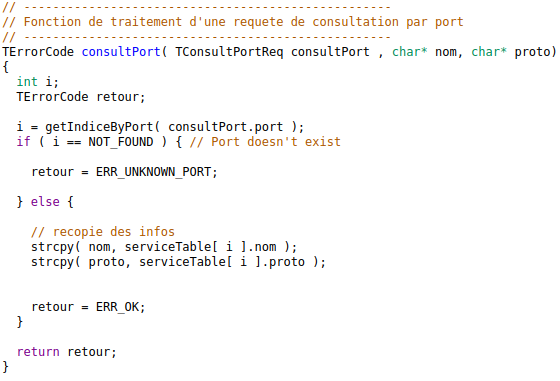 // ---------------------------------------------------
// Fonction de traitement d'une requete de consultation par port
// ---------------------------------------------------
TErrorCode consultPort( TConsultPortReq consultPort , char* nom, char* proto)
{
  int i;
  TErrorCode retour;

  i = getIndiceByPort( consultPort.port );
  if ( i == NOT_FOUND ) { // Port doesn't exist

    retour = ERR_UNKNOWN_PORT;

  } else {

    // recopie des infos
    strcpy( nom, serviceTable[ i ].nom );
    strcpy( proto, serviceTable[ i ].proto );


    retour = ERR_OK;
  }

  return retour;
}